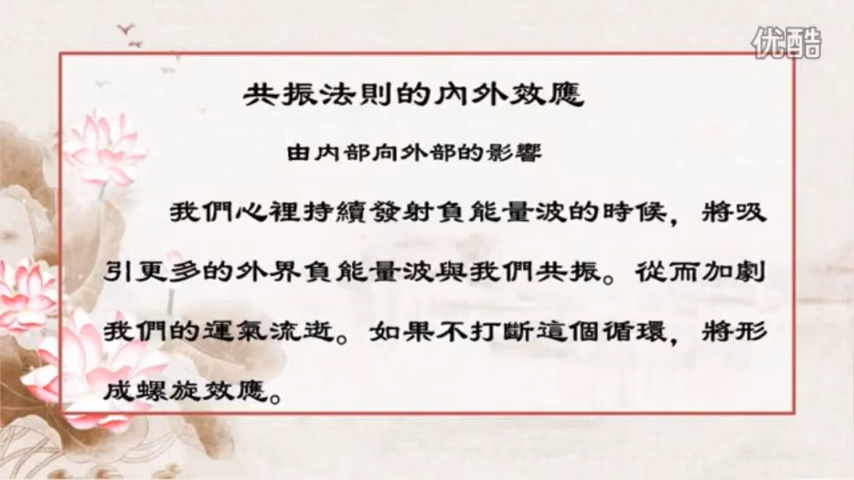 优酷
共振法則的內外效應
由內部向外部的影響
我們心裡持續發射負能量波的時候，將吸
引更多的外界負能量波與我們共振。從而加劇
我們的運氣流逝。如果不打斷這個循環，將形
成螺旋效應。